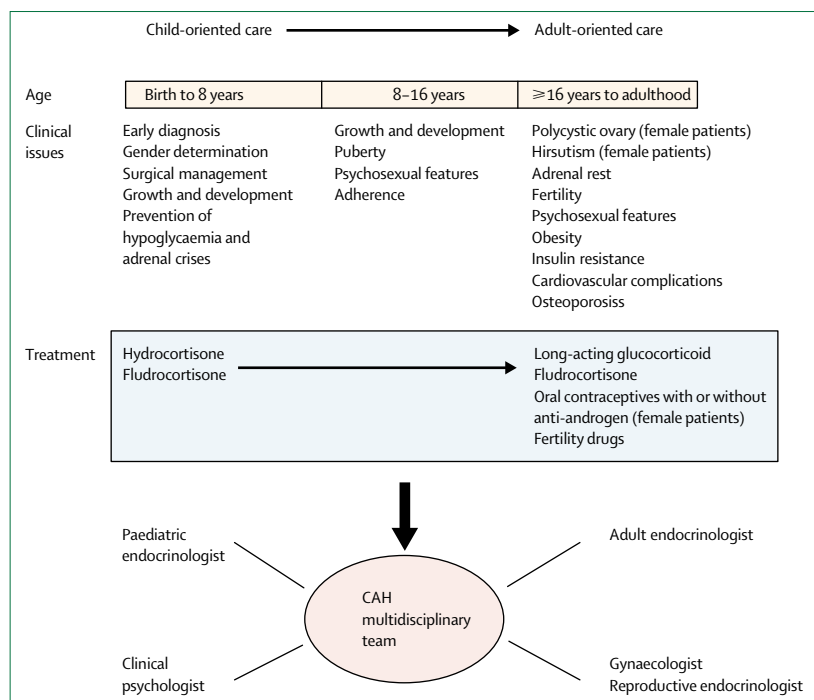 Child-oriented care
Adult-oriented care
Age
Birth to 8 years
8–16 years
⩾16 years to adulthood
Clinical
issues
Early diagnosis
Gender determination
Surgical management
Growth and development
Prevention of
hypoglycaemia and
adrenal crises
Growth and development
Puberty
Psychosexual features
Adherence
Polycystic ovary (female patients)
Hirsutism (female patients)
Adrenal rest
Fertility
Psychosexual features
Obesity
Insulin resistance
Cardiovascular complications
Osteoporosiss
Treatment
Hydrocortisone
Fludrocortisone
Long-acting glucocorticoid
Fludrocortisone
Oral contraceptives with or without
anti-androgen (female patients)
Fertility drugs
Paediatric
endocrinologist
Adult endocrinologist
CAH
multidisciplinary
team
Clinical
psychologist
Gynaecologist
Reproductive endocrinologist